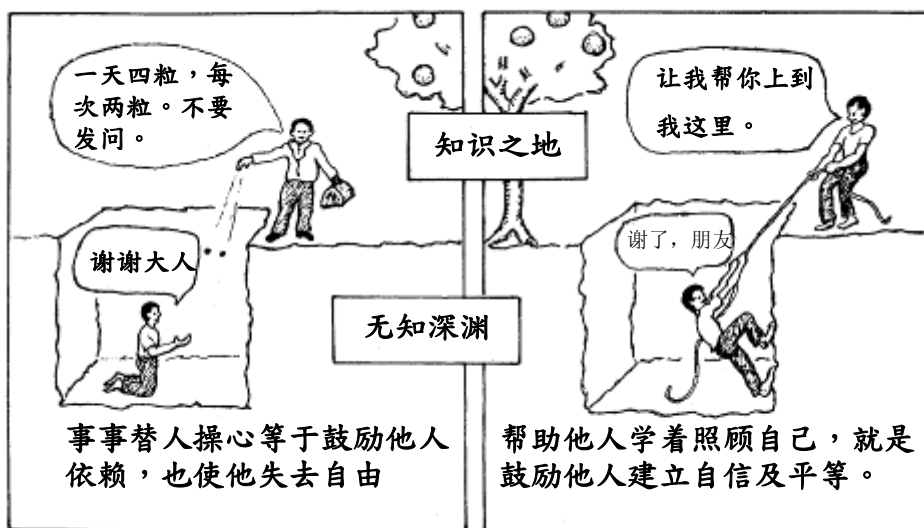 一天四粒，每
次两粒。不要
发问。
谢谢大人
知识之地
无知深渊
让我帮你上到
我这里。
谢了，朋友
事事替人操心等于鼓励他人
依赖，也使他失去自由
帮助他人学着照顾自己，就是
鼓励他人建立自信及平等。